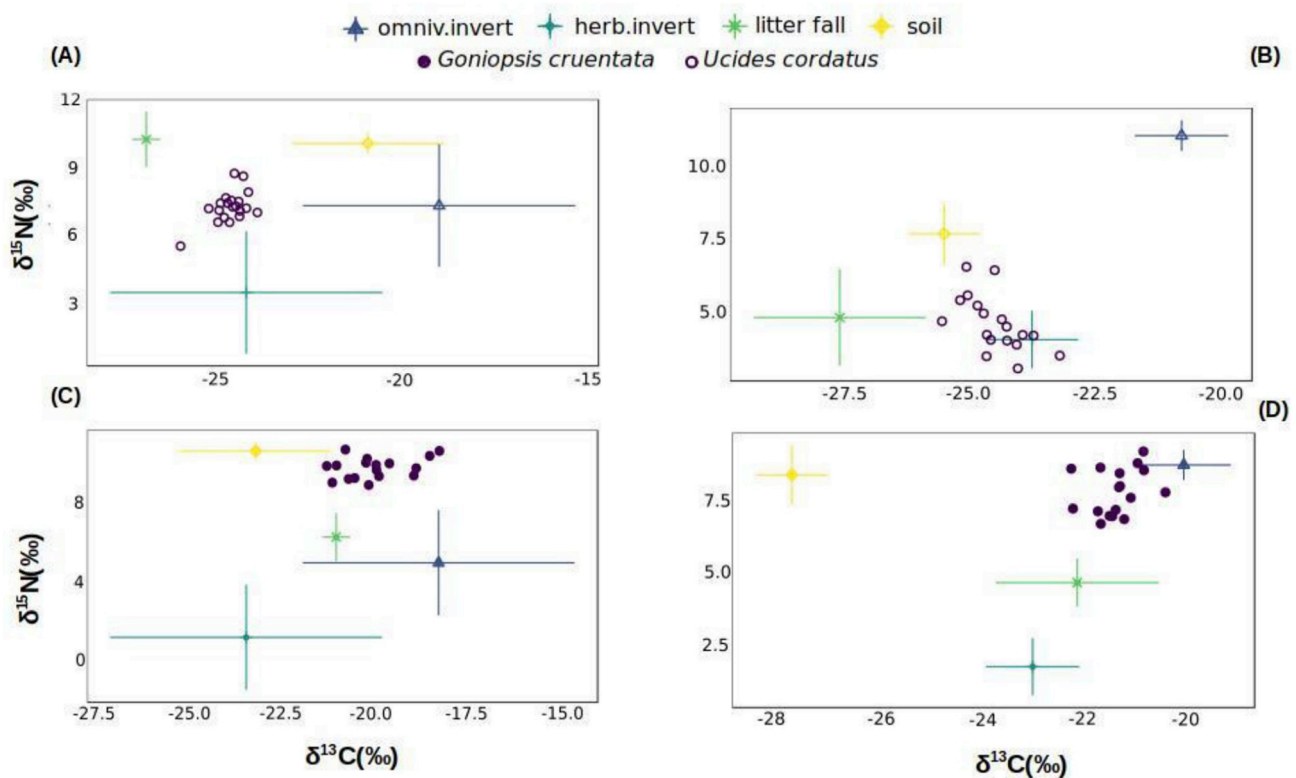 omniv.invert herb.invert litter fall soil
Goniopsis cruentata Ucides cordatus
(A)
(B)
12
9
6
3
δ¹⁵N(‰)
-25 -20 -15
10.0
7.5
5.0
-27.5 -25.0 -22.5 -20.0
(C)
(D)
8
4
0
δ¹⁵N(‰)
-27.5 -25.0 -22.5 -20.0 -17.5 -15.0
δ¹³C(‰)
7.5
5.0
2.5
-28 -26 -24 -22 -20
δ¹³C(‰)